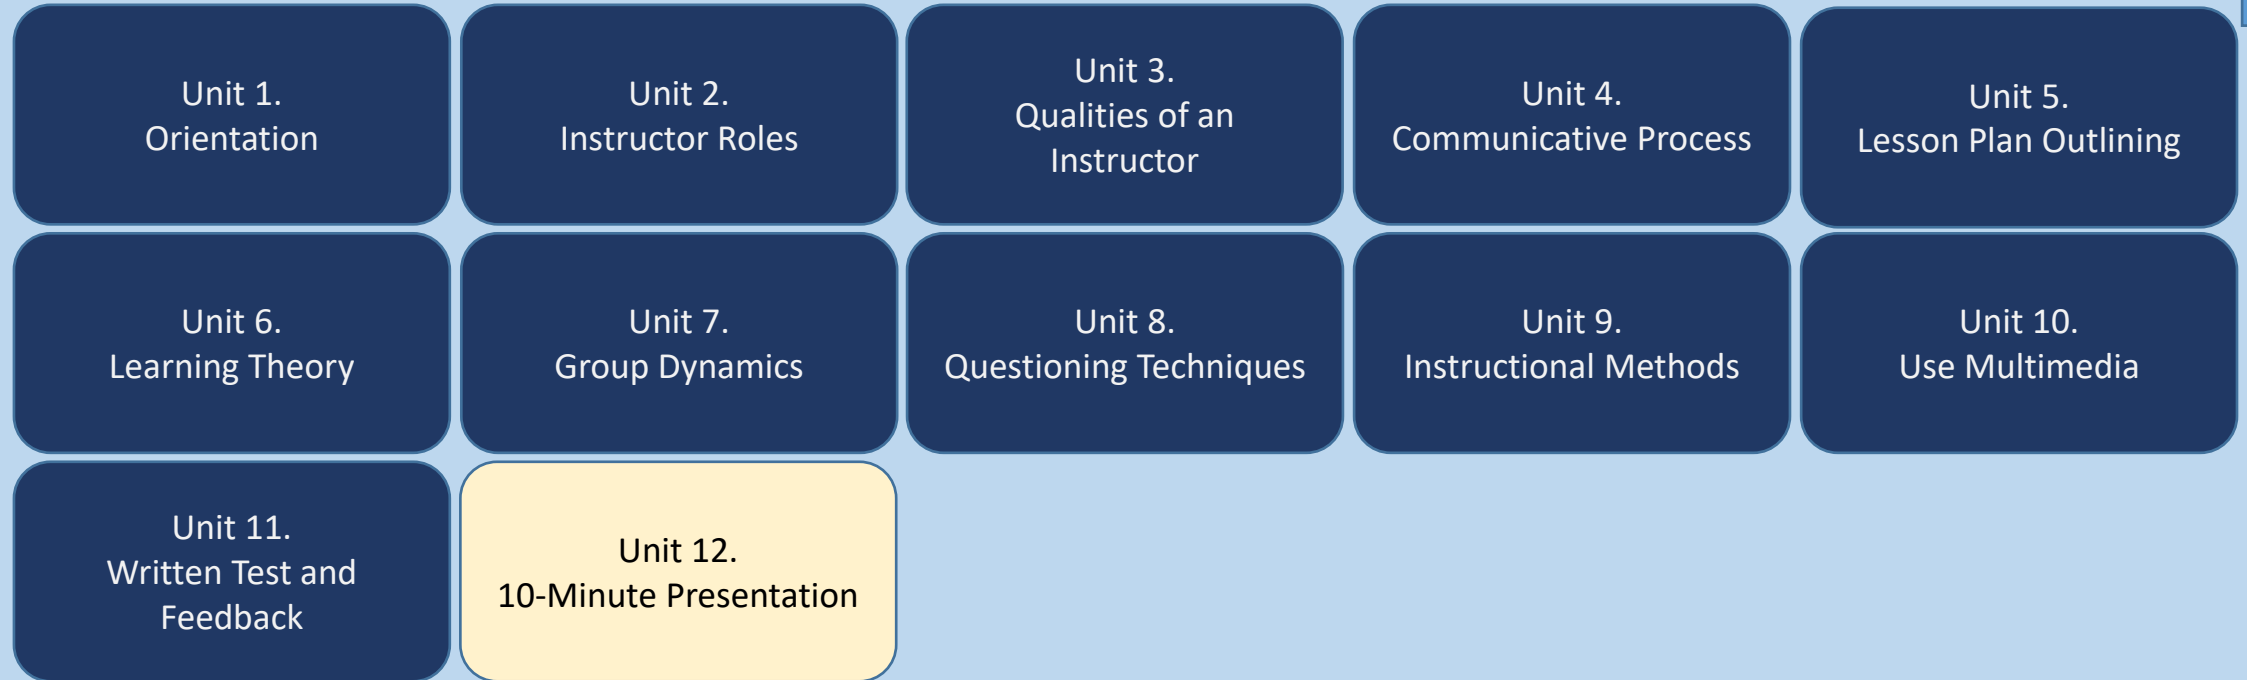 Unit 1.
Orientation
Unit 2.
Instructor Roles
Unit 3.
Qualities of an
Instructor
Unit 4.
Communicative Process
Unit 5.
Lesson Plan Outlining
Unit 6.
Learning Theory
Unit 7.
Group Dynamics
Unit 8.
Questioning Techniques
Unit 9.
Instructional Methods
Unit 10.
Use Multimedia
Unit 11.
Written Test and
Feedback
Unit 12.
10-Minute Presentation